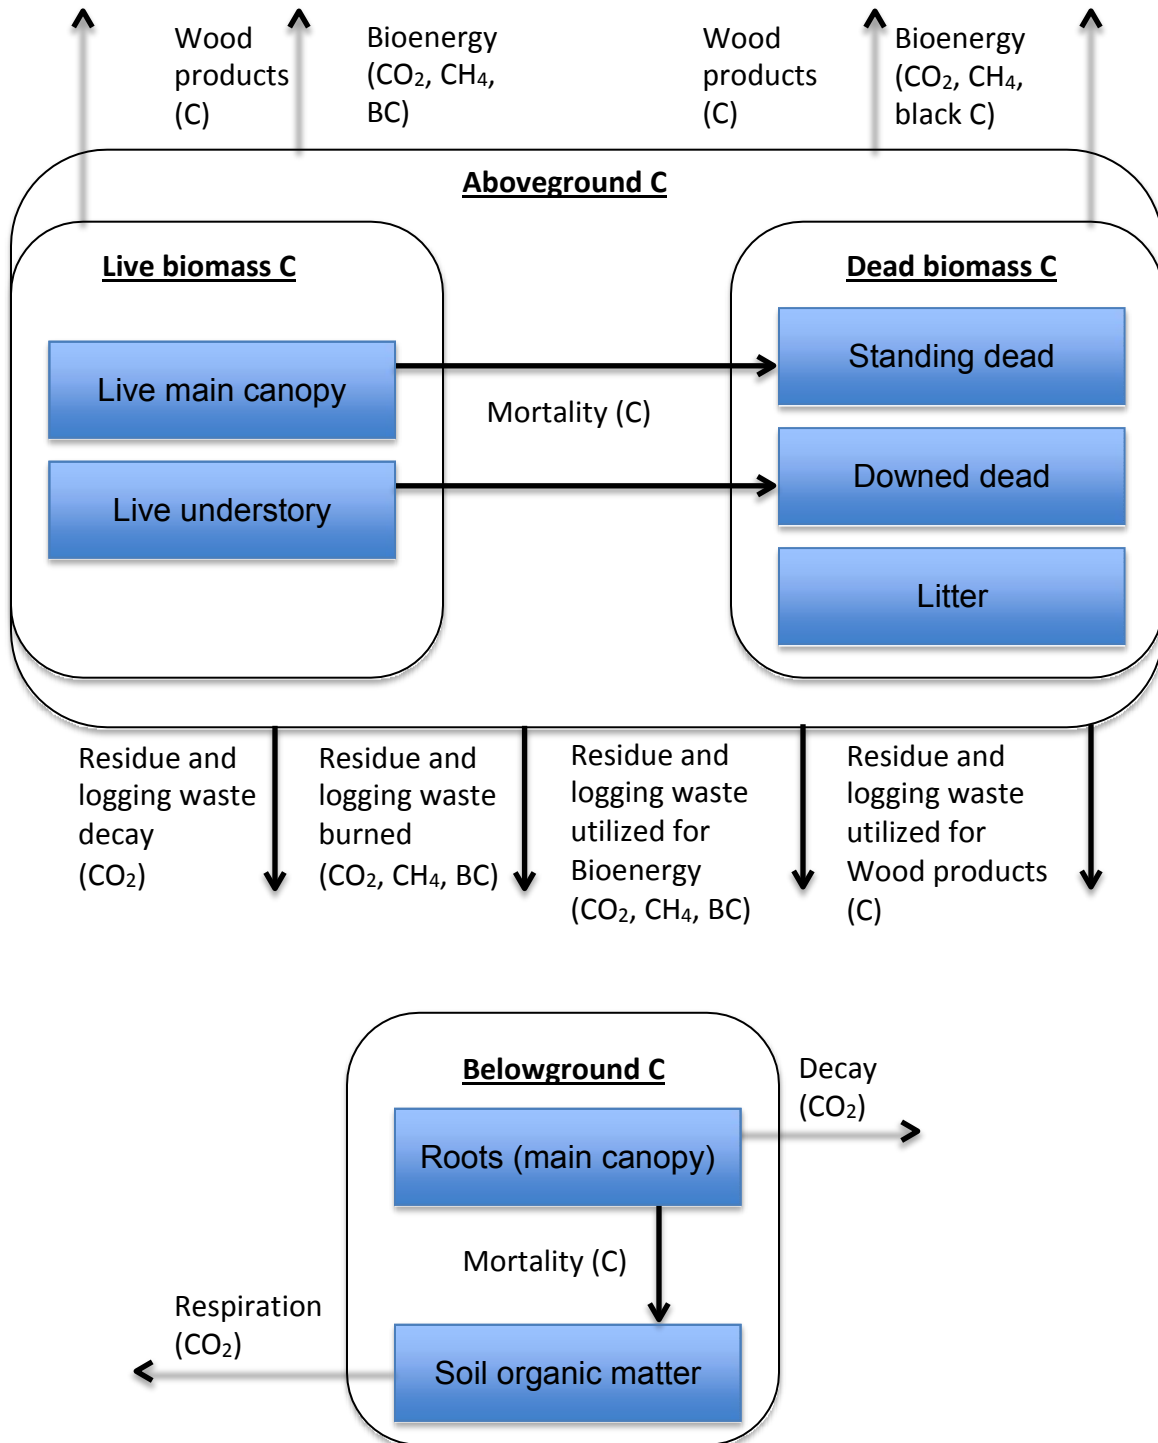 Wood
products
(C)
Bioenergy
(CO₂, CH₄,
BC)
Wood
products
(C)
Bioenergy
(CO₂, CH₄,
black C)
Aboveground C
Live biomass C
Dead biomass C
Live main canopy
Live understory
Mortality (C)
Standing dead
Downed dead
Litter
Residue and
logging waste
decay
(CO₂)
Residue and
logging waste
burned
(CO₂, CH₄, BC)
Residue and
logging waste
utilized for
Bioenergy
(CO₂, CH₄, BC)
Residue and
logging waste
utilized for
Wood products
(C)
Belowground C
Roots (main canopy)
Decay
(CO₂)
Mortality (C)
Respiration
(CO₂)
Soil organic matter